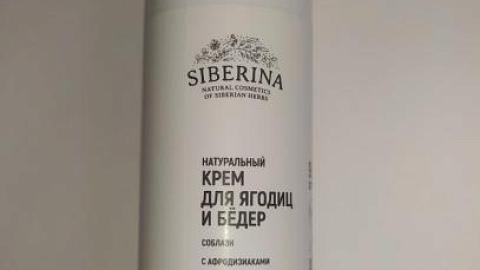 SIBERINA
NATURAL COSMETICS
OF SIBERIAN HERBS
НАТУРАЛЬНЫЙ
КРЕМ
ДЛЯ ЯГОДИЦ
И БЁДЕР
СОБЛАЗН
С АФРОДИЗИАКАМИ